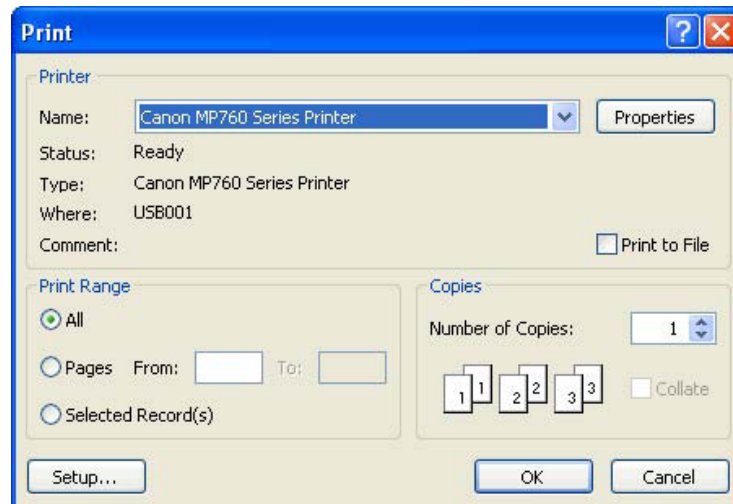 Print
Printer
Name: Canon MP760 Series Printer Properties
Status: Ready
Type: Canon MP760 Series Printer
Where: USB001
Comment: Print to File
Print Range
All
Pages From: To:
Selected Record(s)
Copies
Number of Copies: 1
1 1 2 2 3 3 Collate
Setup... OK Cancel